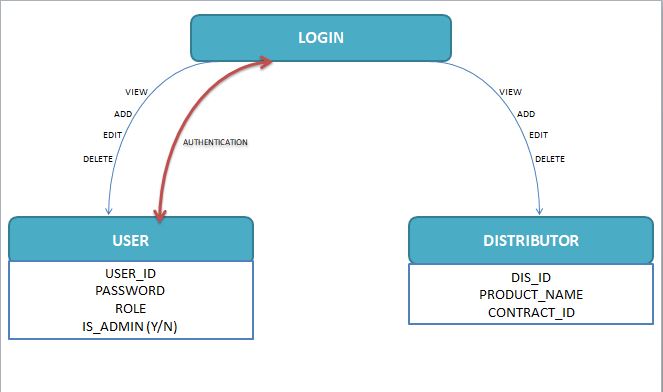 LOGIN
VIEW
ADD
EDIT
DELETE
AUTHENTICATION
VIEW
ADD
EDIT
DELETE
USER
USER_ID
PASSWORD
ROLE
IS_ADMIN (Y/N)
DISTRIBUTOR
DIS_ID
PRODUCT_NAME
CONTRACT_ID